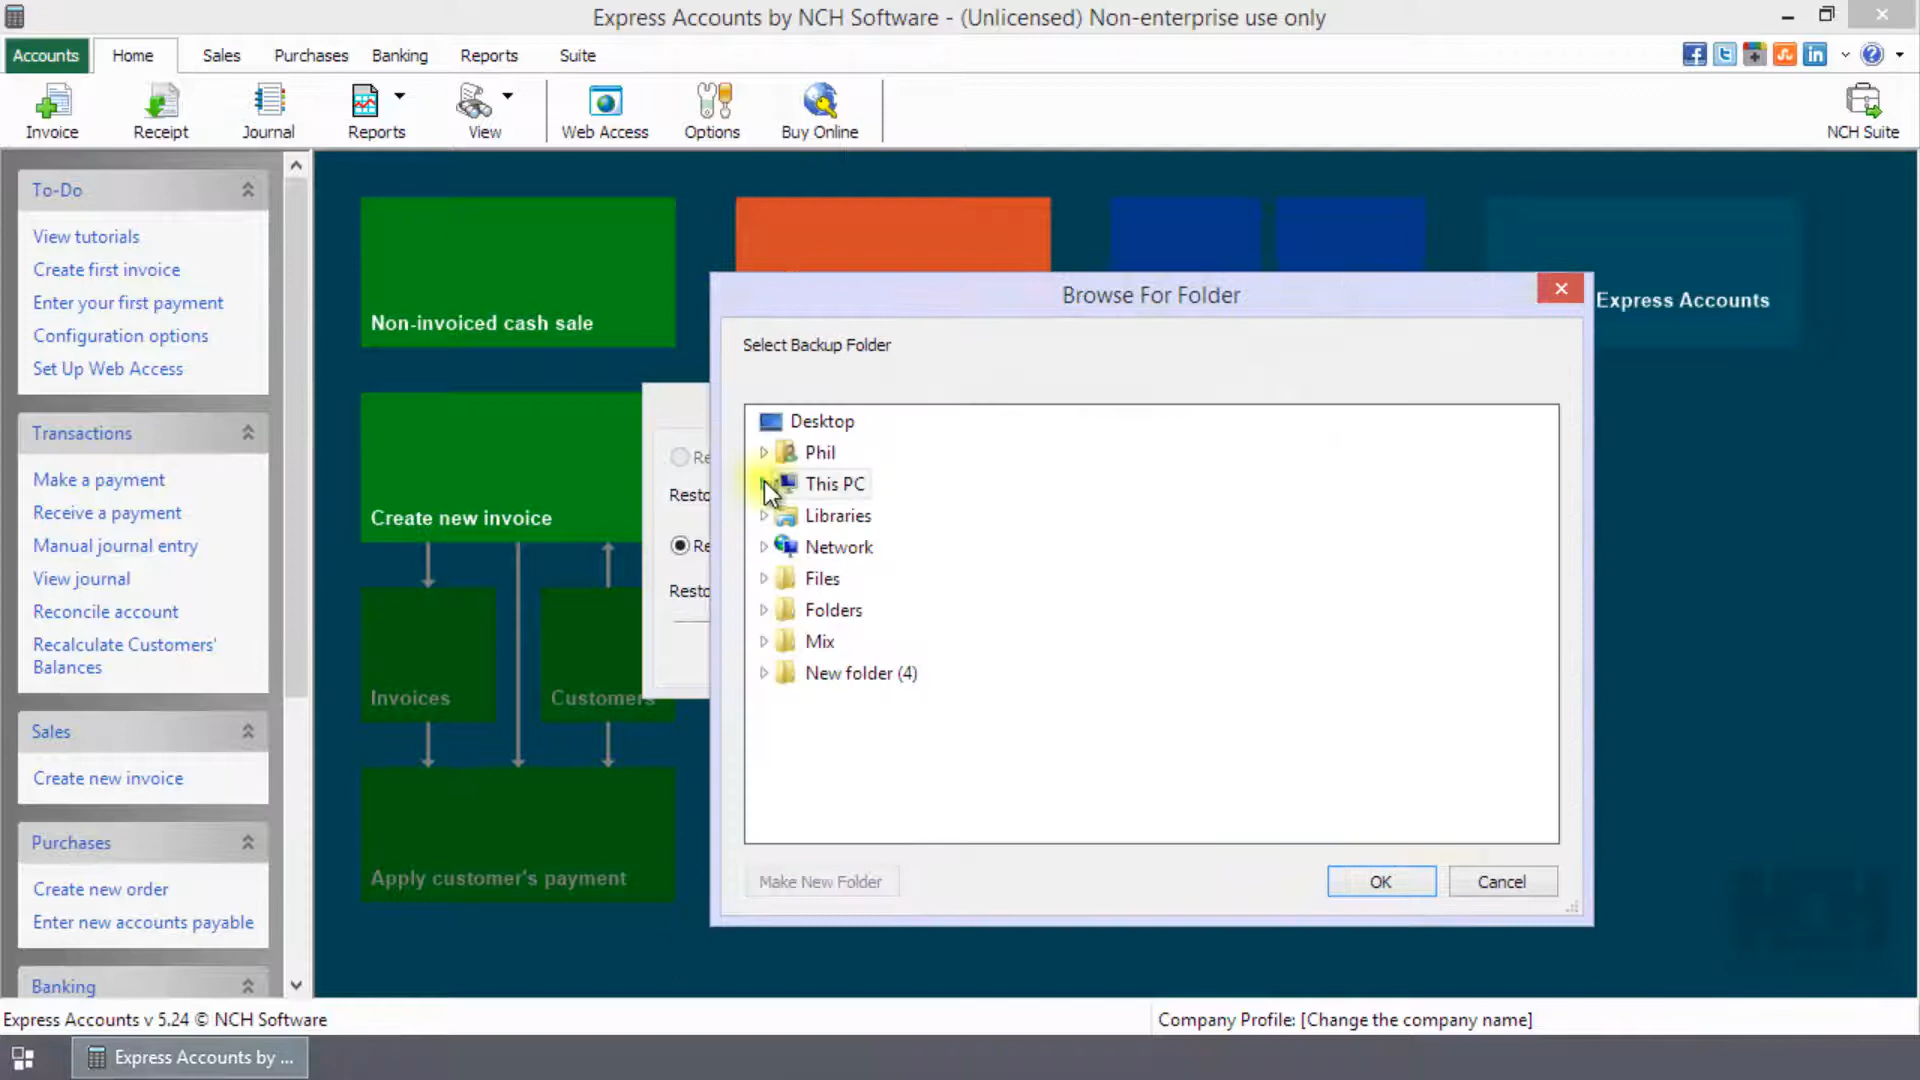 Express Accounts by NCH Software - (Unlicensed) Non-enterprise use only
Accounts
Home
Sales
Purchases
Banking
Reports
Suite
Invoice
Receipt
Journal
Reports
View
Web Access
Options
Buy Online
NCH Suite
To-Do
View tutorials
Create first invoice
Enter your first payment
Configuration options
Set Up Web Access
Transactions
Make a payment
Receive a payment
Manual journal entry
View journal
Reconcile account
Recalculate Customers'
Balances
Sales
Create new invoice
Purchases
Create new order
Enter new accounts payable
Banking
Non-invoiced cash sale
Create new invoice
Invoices
Customers
Apply customer's payment
Express Accounts
Re
Resto
Re
Resto
Browse For Folder
Select Backup Folder
Desktop
Phil
This PC
Libraries
Network
Files
Folders
Mix
New folder (4)
Make New Folder
OK
Cancel
NCH
Express Accounts v 5.24 © NCH Software
Company Profile: [Change the company name]
Express Accounts by ...